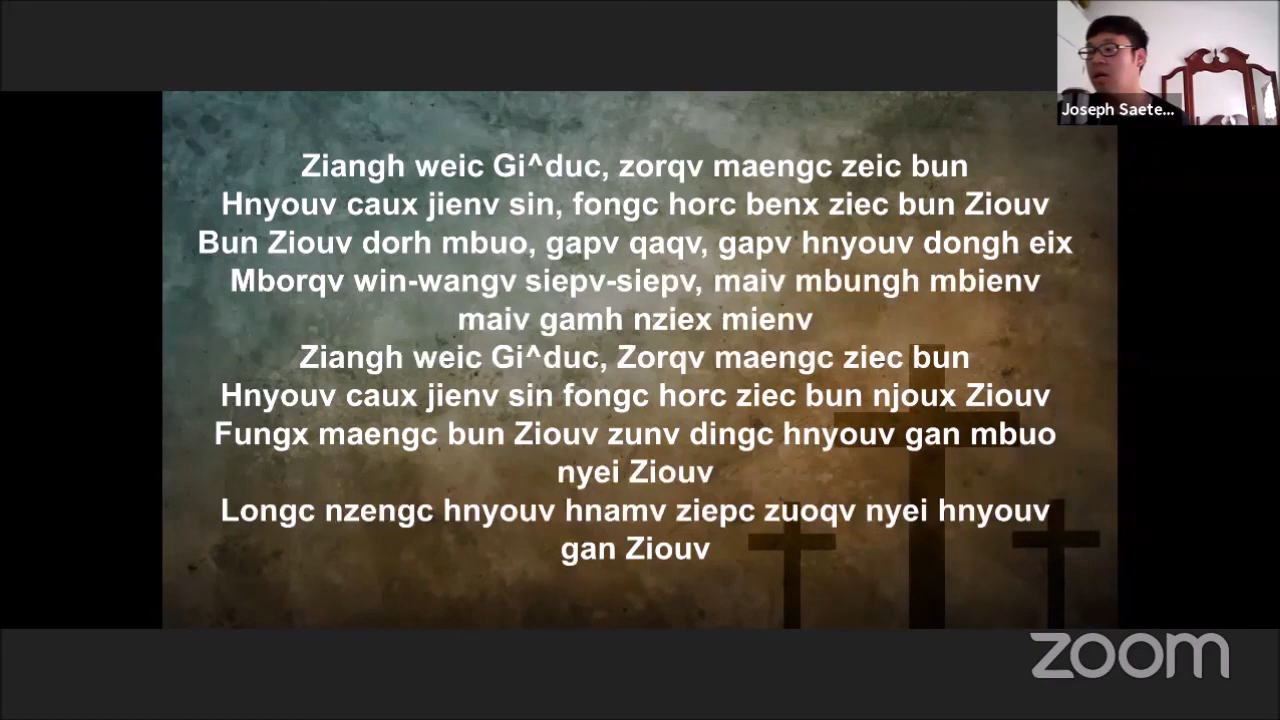 Joseph Saete...
Ziangh weic Gi^duc, zorqv maengc zeic bun
Hnyouv caux jienv sin, fongc horc benx ziec bun Ziouv
Bun Ziouv dorh mbuo, gapv qaqv, gapv hnyouv dongh eix
Mborqv win-wangv siepv-siepv, maiv mbungh mbienv
maiv gamh nziex mienv
Ziangh weic Gi^duc, Zorqv maengc ziec bun
Hnyouv caux jienv sin fongc horc ziec bun njoux Ziouv
Fungx maengc bun Ziouv zunv dingc hnyouv gan mbuo
nyei Ziouv
Longc nzengc hnyouv hnamv ziepc zuoqv nyei hnyouv
gan Ziouv
zoom